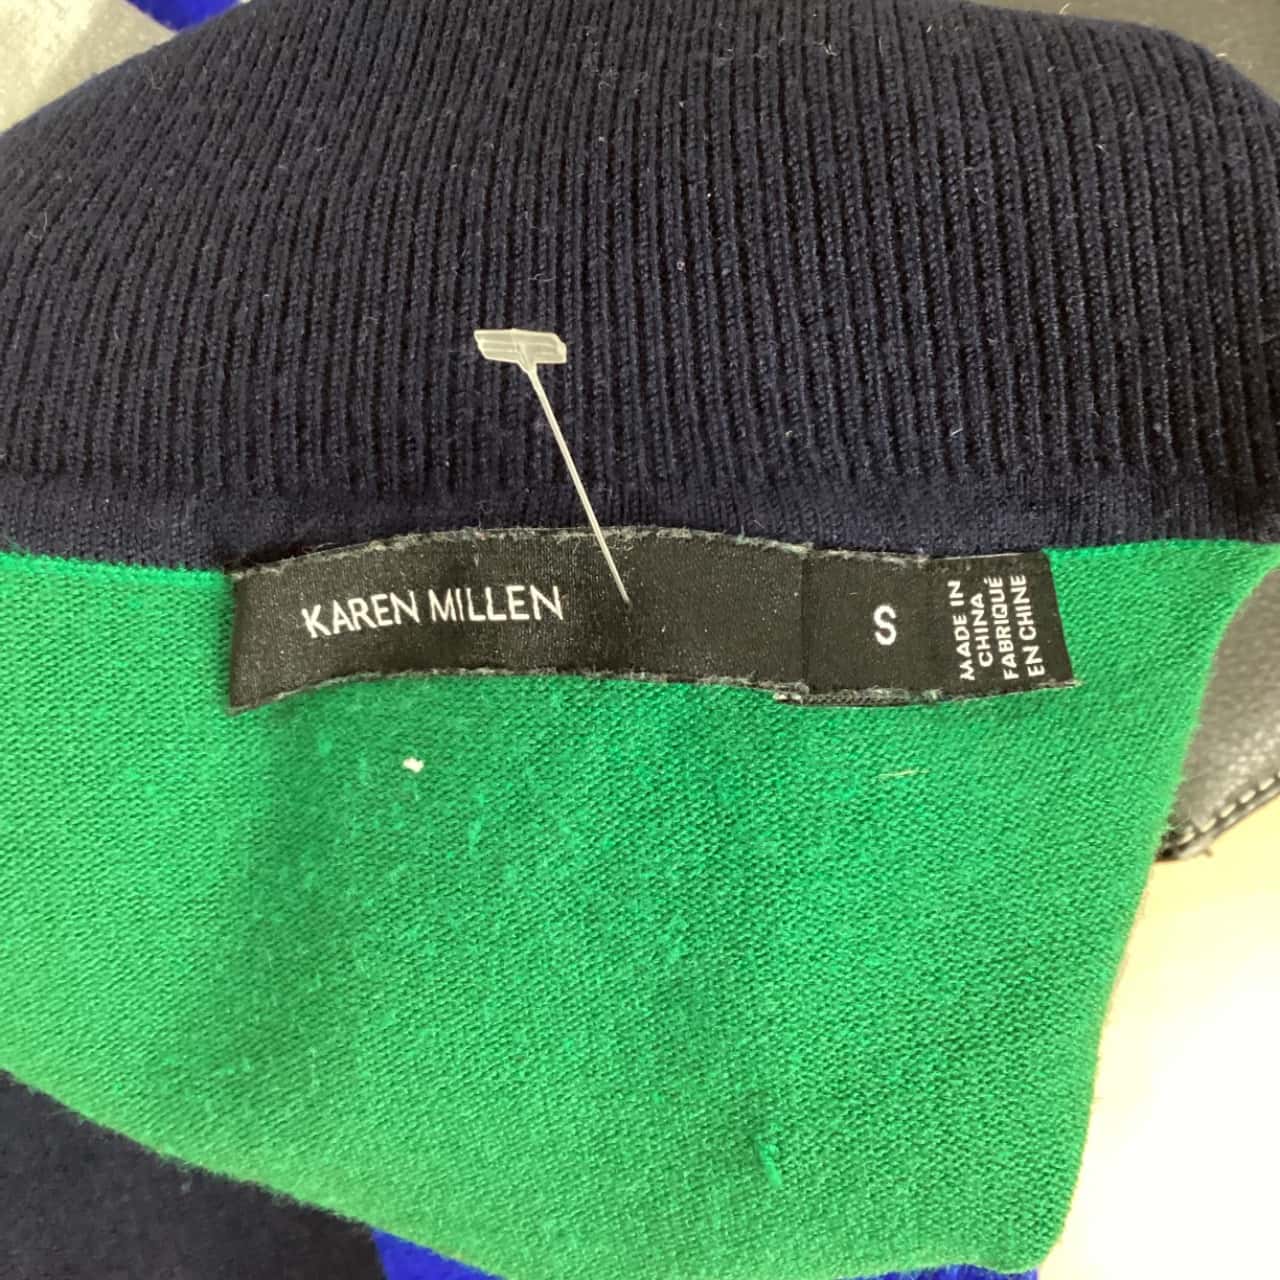 KAREN MILLEN
S
MADE IN
CHINA
FABRIQUÉ
EN CHINE